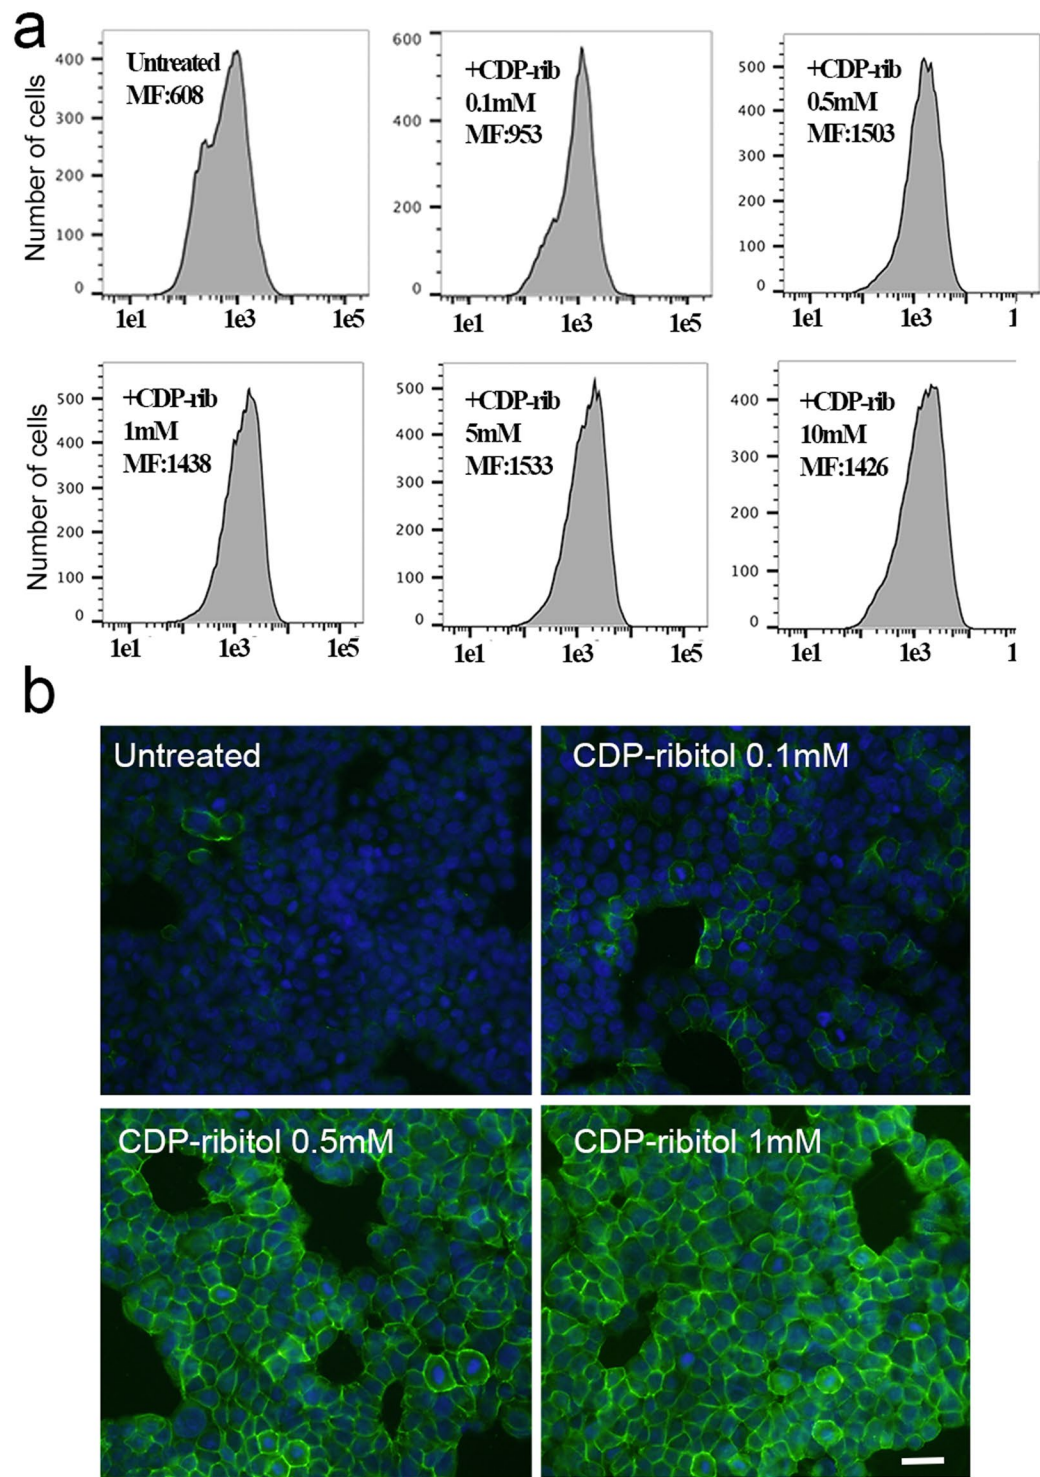 a
Number of cells
400
300
200
100
0
Untreated
MF:608
1e1 1e3 1e5
600
400
200
0
+CDP-rib
0.1mM
MF:953
1e1 1e3 1e5
500
400
300
200
100
0
+CDP-rib
0.5mM
MF:1503
1e1 1e3 1
Number of cells
500
400
300
200
100
0
+CDP-rib
1mM
MF:1438
1e1 1e3 1e5
500
400
300
200
100
0
+CDP-rib
5mM
MF:1533
1e1 1e3 1e5
400
300
200
100
0
+CDP-rib
10mM
MF:1426
1e1 1e3 1
b
Untreated
CDP-ribitol 0.1mM
CDP-ribitol 0.5mM
CDP-ribitol 1mM